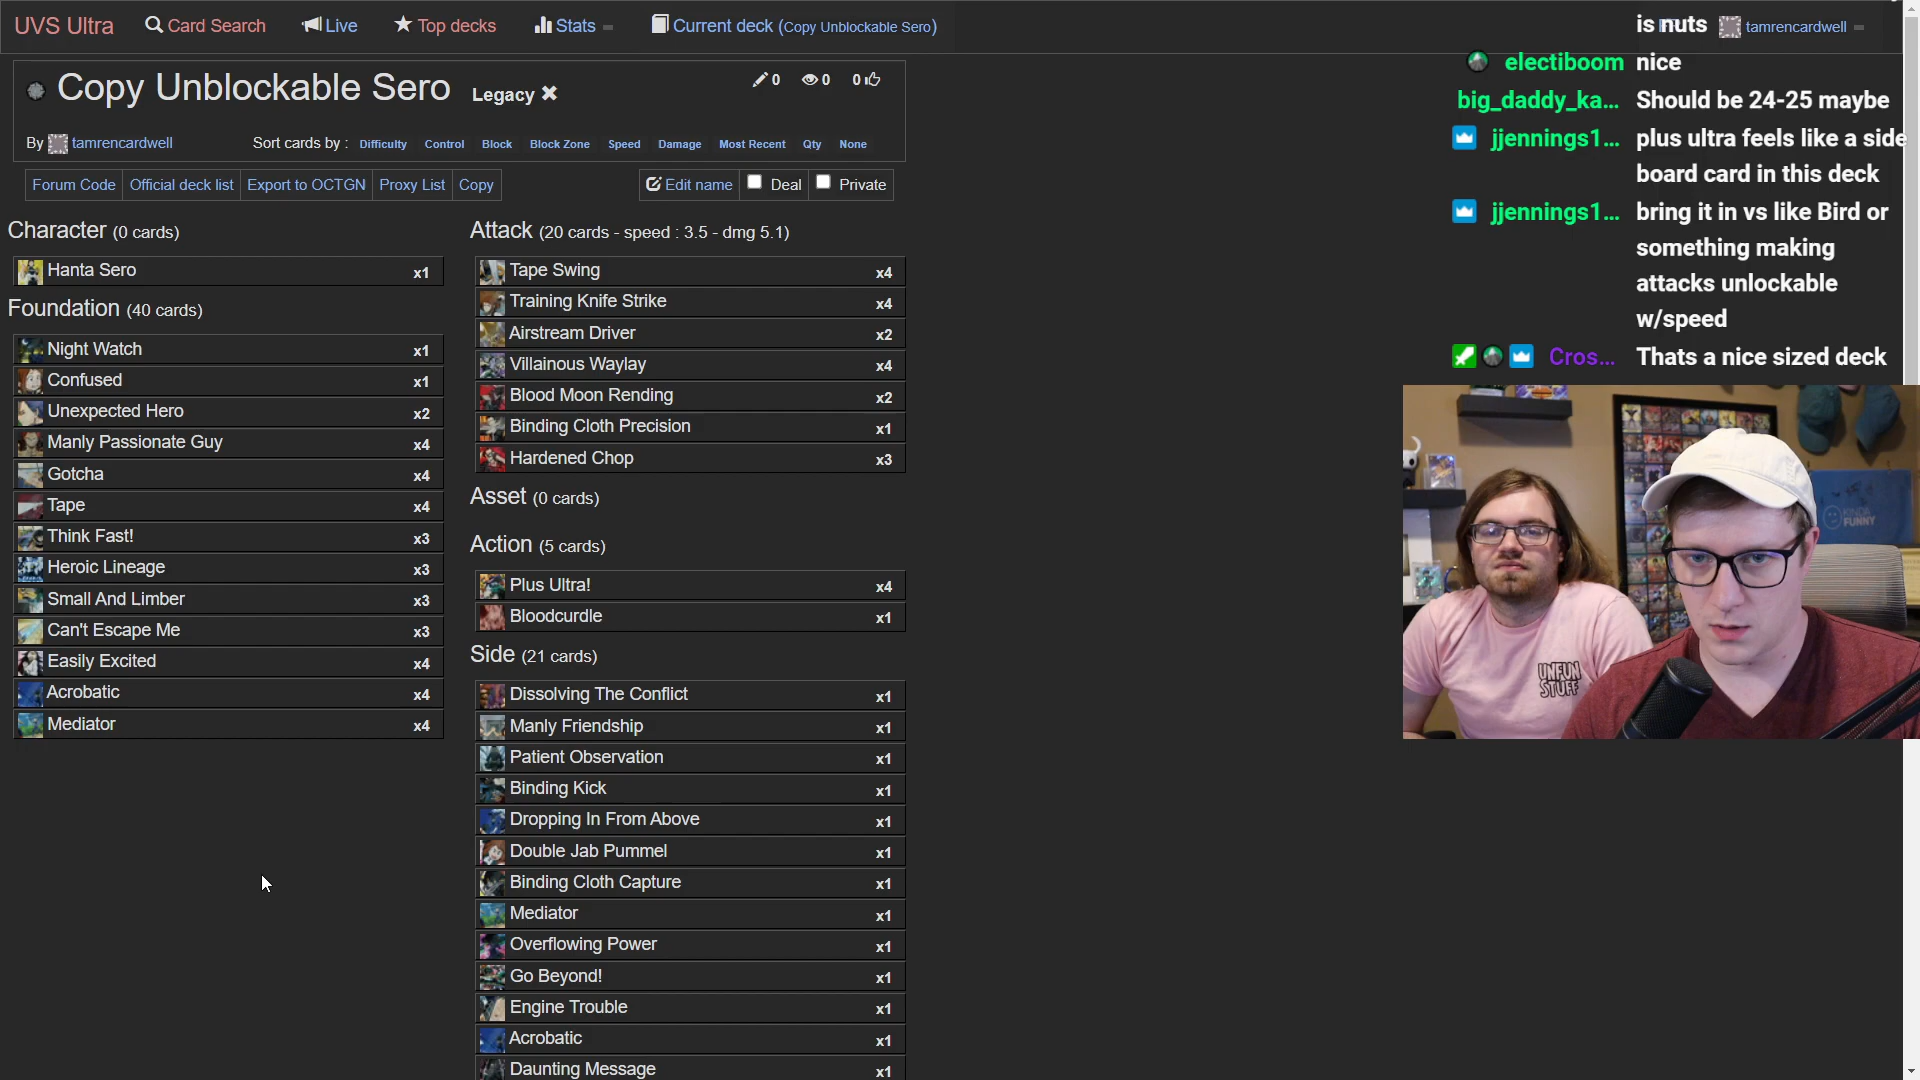 UVS Ultra Card Search Live Top decks Stats Current deck (Copy Unblockable Sero)
is nuts tamrencardwell
Copy Unblockable Sero Legacy ✖ 0 0 0
By tamrencardwell Sort cards by : Difficulty Control Block Block Zone Speed Damage Most Recent Qty None
Forum Code Official deck list Export to OCTGN Proxy List Copy Edit name Deal Private
Character (0 cards)
Hanta Sero x1
Foundation (40 cards)
Night Watch x1
Confused x1
Unexpected Hero x2
Manly Passionate Guy x4
Gotcha x4
Tape x4
Think Fast! x3
Heroic Lineage x3
Small And Limber x3
Can't Escape Me x3
Easily Excited x4
Acrobatic x4
Mediator x4
Attack (20 cards - speed : 3.5 - dmg 5.1)
Tape Swing x4
Training Knife Strike x4
Airstream Driver x2
Villainous Waylay x4
Blood Moon Rending x2
Binding Cloth Precision x1
Hardened Chop x3
Asset (0 cards)
Action (5 cards)
Plus Ultra! x4
Bloodcurdle x1
Side (21 cards)
Dissolving The Conflict x1
Manly Friendship x1
Patient Observation x1
Binding Kick x1
Dropping In From Above x1
Double Jab Pummel x1
Binding Cloth Capture x1
Mediator x1
Overflowing Power x1
Go Beyond! x1
Engine Trouble x1
Acrobatic x1
Daunting Message x1
electiboom nice
big_daddy_ka... Should be 24-25 maybe
jjennings1... plus ultra feels like a side
board card in this deck
jjennings1... bring it in vs like Bird or
something making
attacks unlockable
w/speed
Cros... Thats a nice sized deck
KINDA
FUNNY
UNFUN
STUFF